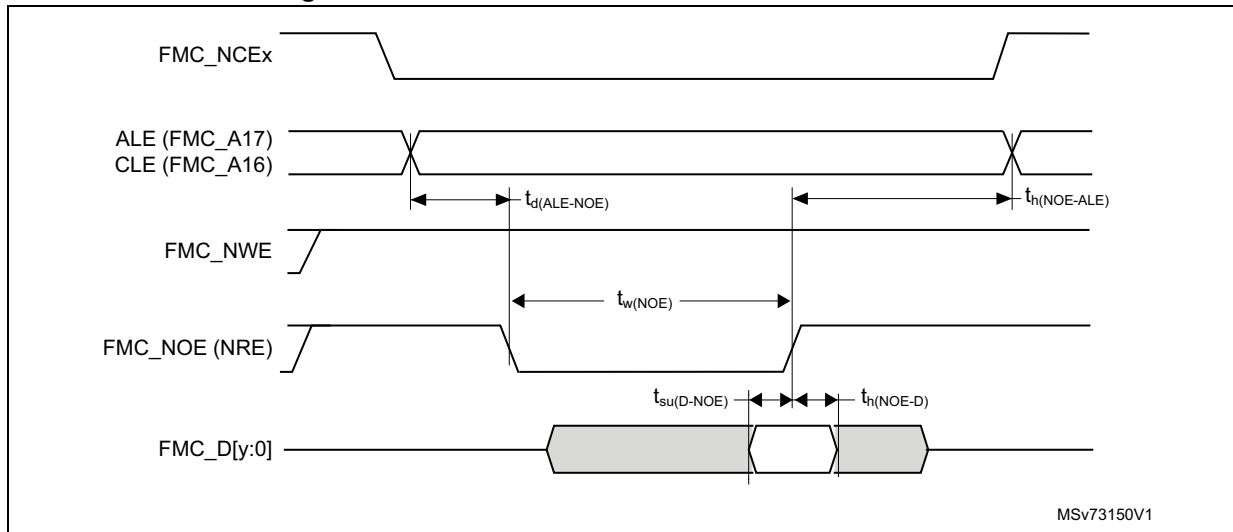 FMC_NCEx
ALE (FMC_A17)
CLE (FMC_A16)
td(ALE-NOE)
th(NOE-ALE)
FMC_NWE
tw(NOE)
FMC_NOE (NRE)
tsu(D-NOE)
th(NOE-D)
FMC_D[y:0]
MSv73150V1